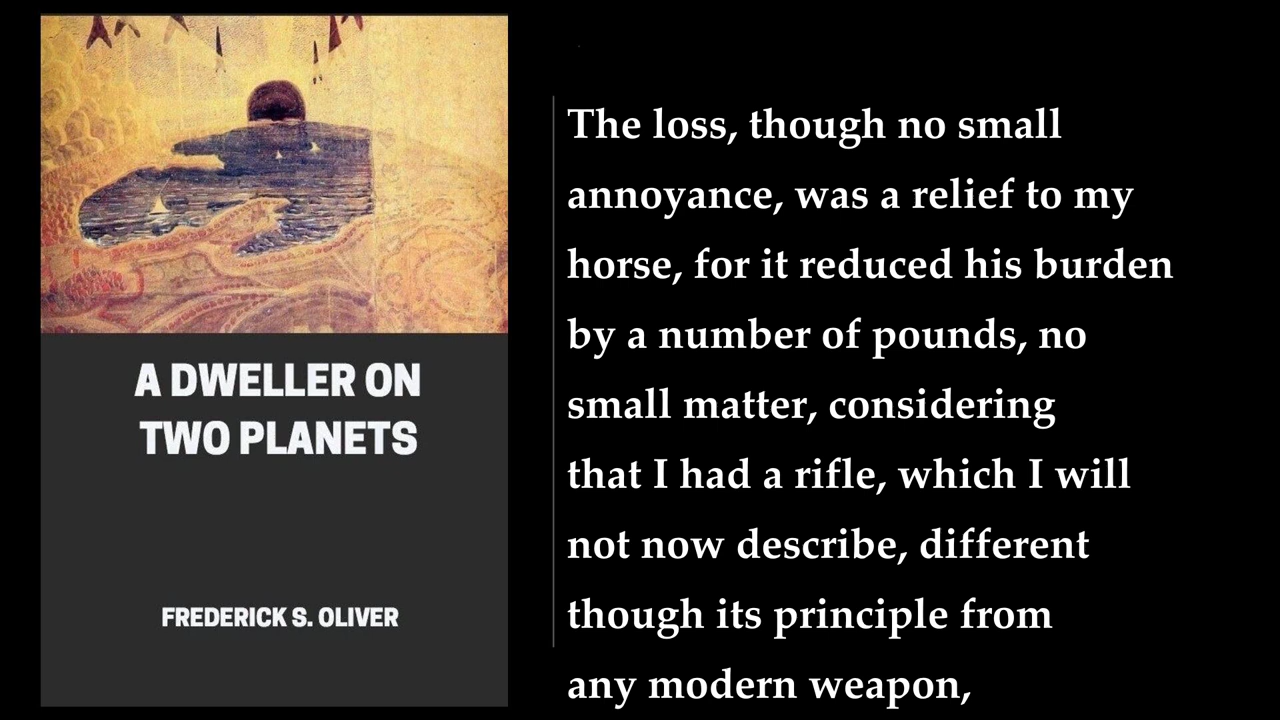 A DWELLER ON
TWO PLANETS
FREDERICK S. OLIVER
The loss, though no small
annoyance, was a relief to my
horse, for it reduced his burden
by a number of pounds, no
small matter, considering
that I had a rifle, which I will
not now describe, different
though its principle from
any modern weapon,